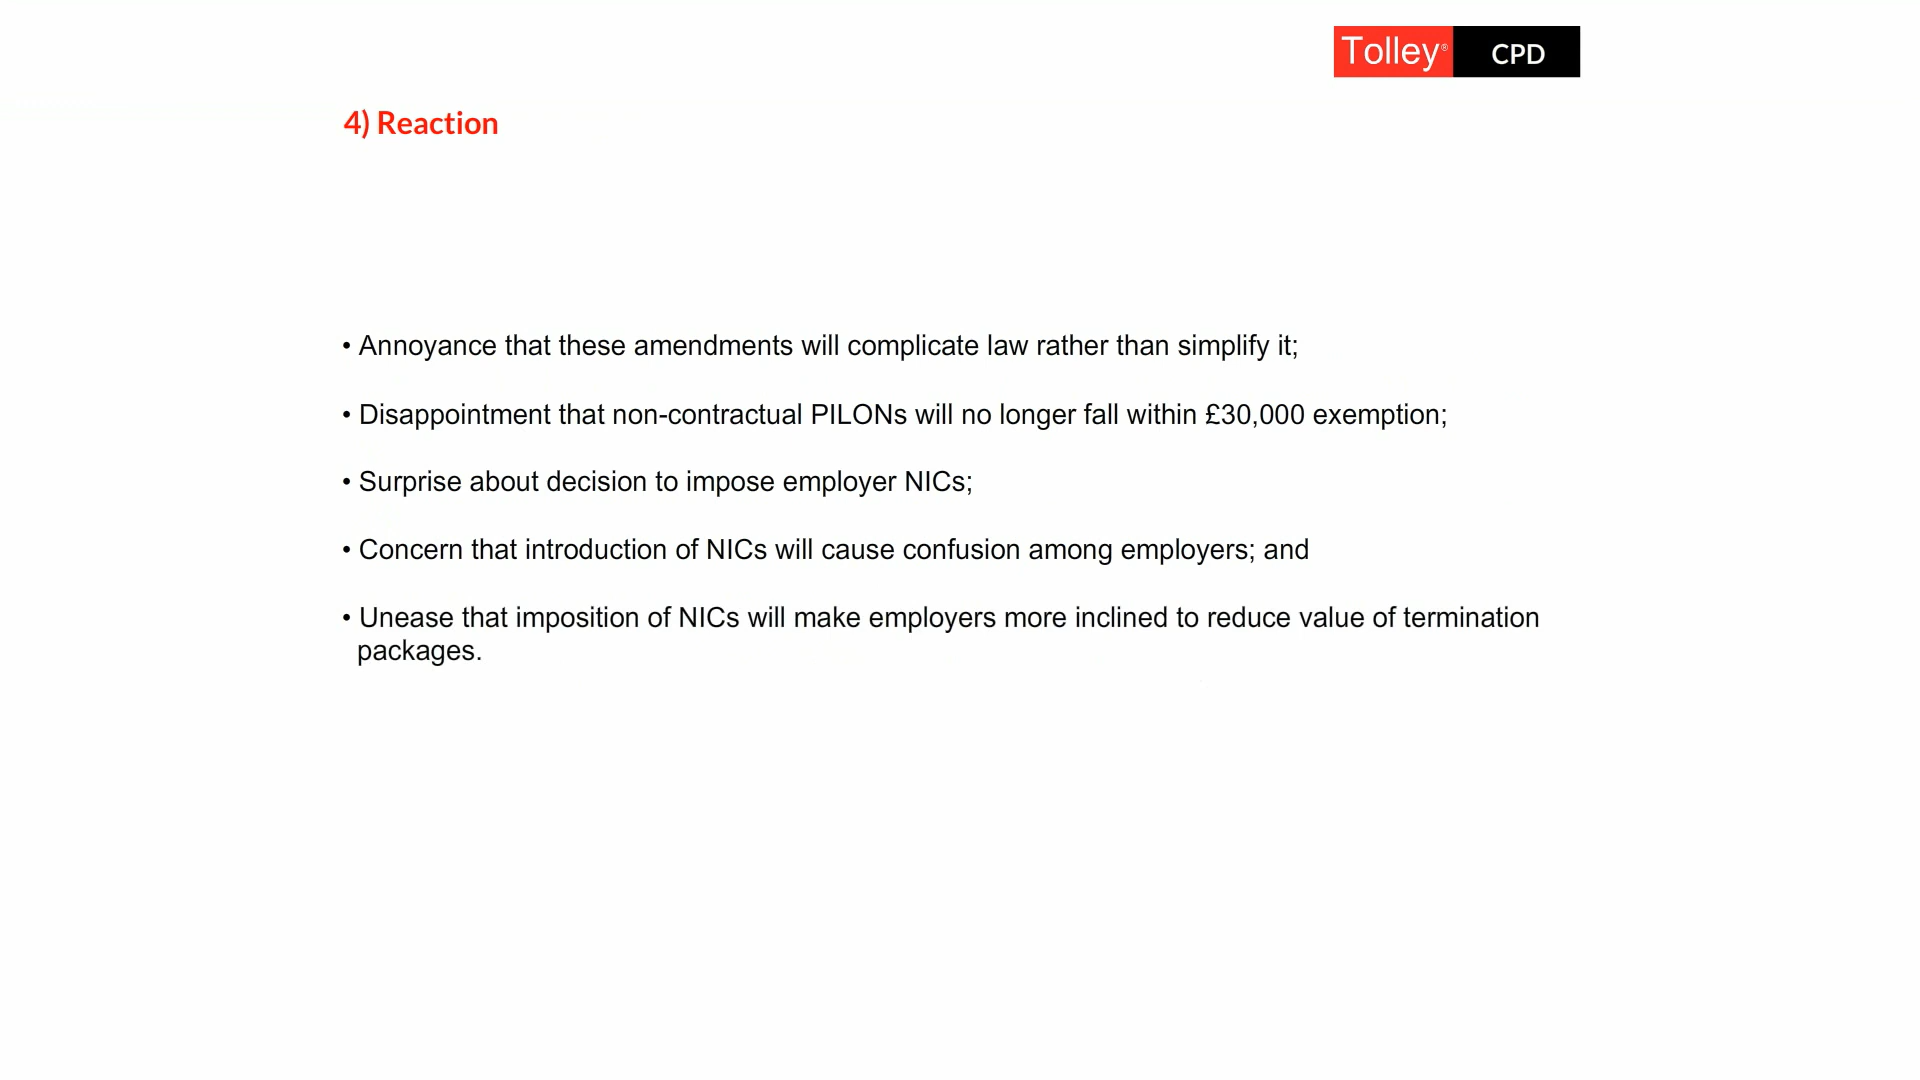 Tolley® CPD
4) Reaction
• Annoyance that these amendments will complicate law rather than simplify it;
• Disappointment that non-contractual PILONs will no longer fall within £30,000 exemption;
• Surprise about decision to impose employer NICs;
• Concern that introduction of NICs will cause confusion among employers; and
• Unease that imposition of NICs will make employers more inclined to reduce value of termination
packages.